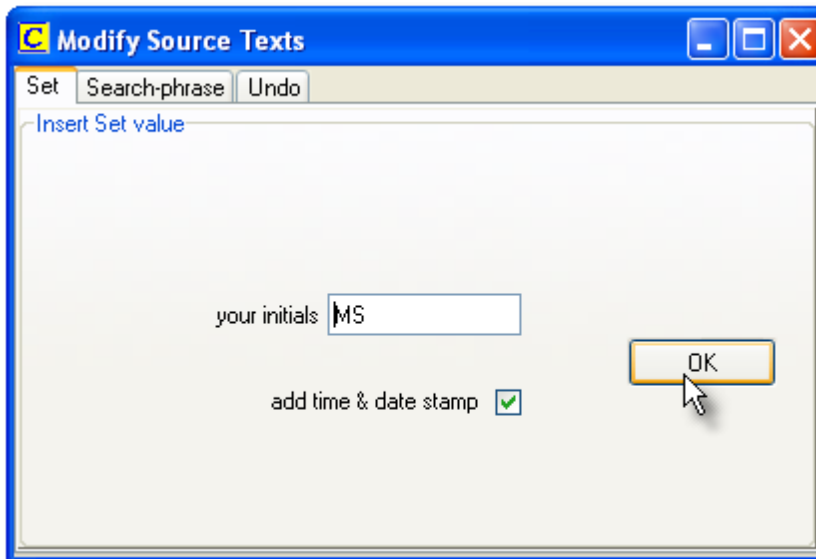 C Modify Source Texts
Set Search-phrase Undo
Insert Set value
your initials MS
OK
add time & date stamp